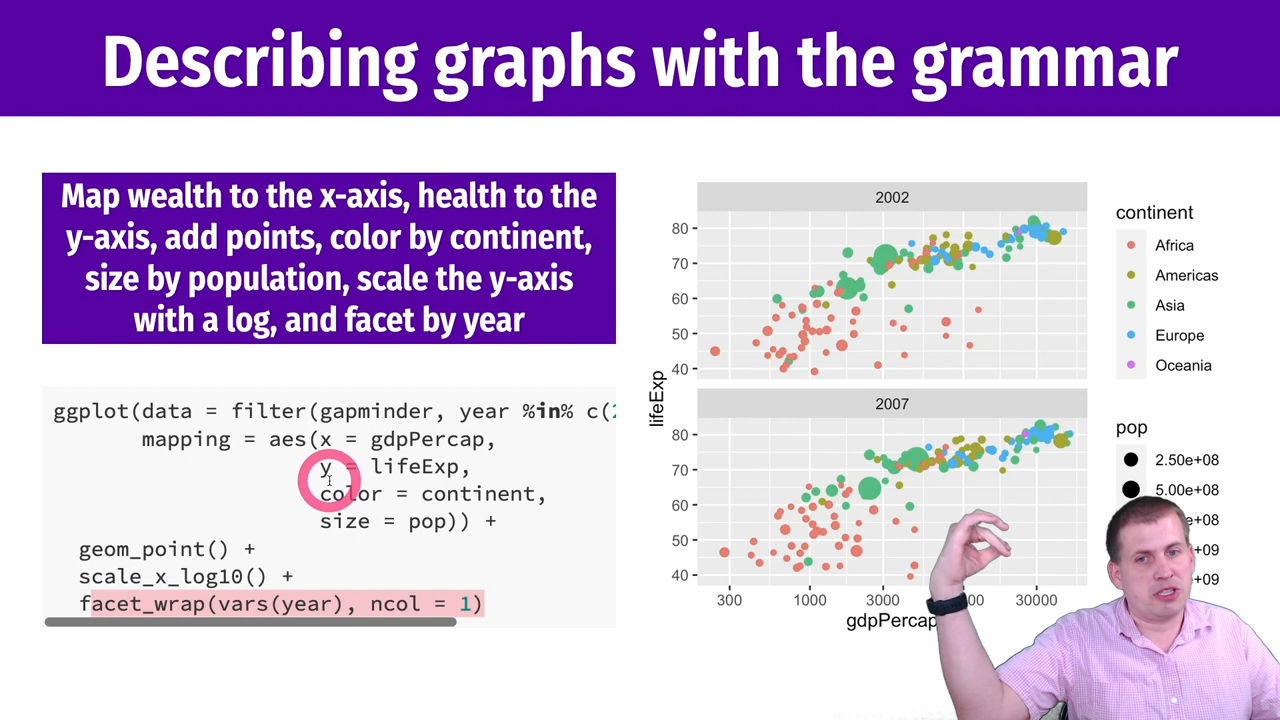 Describing graphs with the grammar
Map wealth to the x-axis, health to the
y-axis, add points, color by continent,
size by population, scale the y-axis
with a log, and facet by year
ggplot(data = filter(gapminder, year %in% c(
mapping = aes(x = gdpPercap,
y = lifeExp,
color = continent,
size = pop)) +
geom_point() +
scale_x_log10() +
facet_wrap(vars(year), ncol = 1)
2002
80
70
60
50
40
lifeExp
2007
80
70
60
50
40
300
1000
3000
30000
gdpPercap
continent
Africa
Americas
Asia
Europe
Oceania
pop
2.50e+08
5.00e+08
e+08
+09
+09